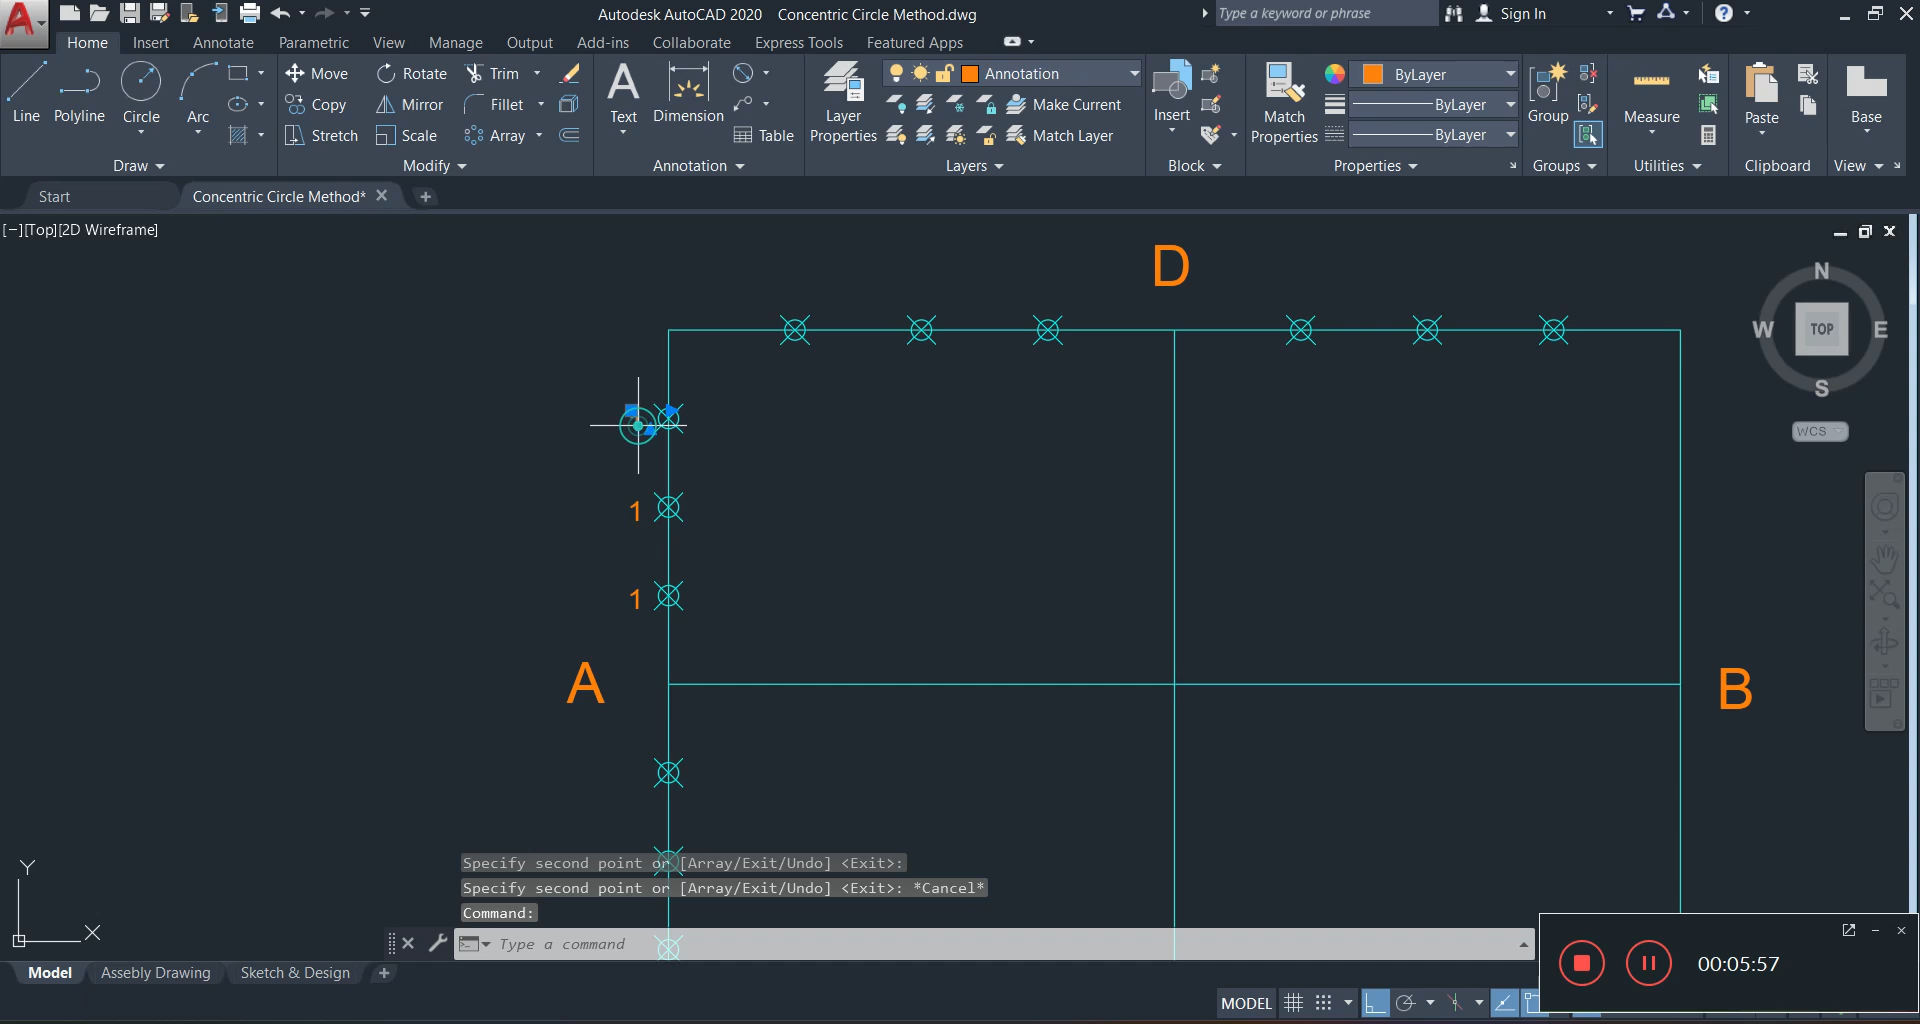 Autodesk AutoCAD 2020 Concentric Circle Method.dwg
Type a keyword or phrase
Sign In
Home Insert Annotate Parametric View Manage Output Add-ins Collaborate Express Tools Featured Apps
Line Polyline Circle Arc
Move Rotate Trim
Copy Mirror Fillet
Stretch Scale Array
Text Dimension Table
Layer Properties
Annotation
Make Current
Match Layer
Insert
Match Properties
ByLayer
ByLayer
ByLayer
Group
Measure
Paste
Base
Draw Modify Annotation Layers Block Properties Groups Utilities Clipboard View
Start Concentric Circle Method*
[−][Top][2D Wireframe]
D
N
W TOP E
S
WCS
1
1
A
B
Specify second point or [Array/Exit/Undo] <Exit>:
Specify second point or [Array/Exit/Undo] <Exit>: *Cancel*
Command:
Type a command
Y
X
Model Assebly Drawing Sketch & Design
MODEL
00:05:57